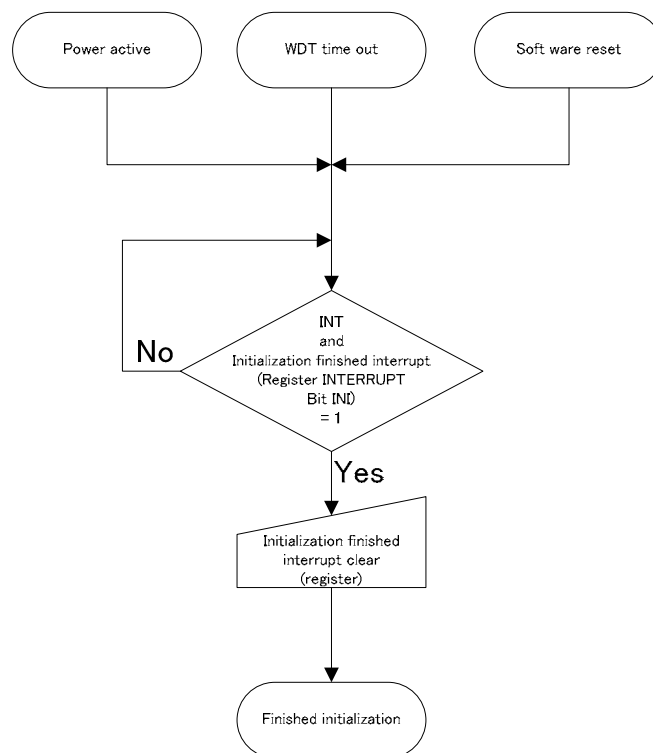 Power active
WDT time out
Soft ware reset
INT
and
Initialization finished interrupt
(Register INTERRUPT
Bit INI)
= 1
No
Yes
Initialization finished
interrupt clear
(register)
Finished initialization